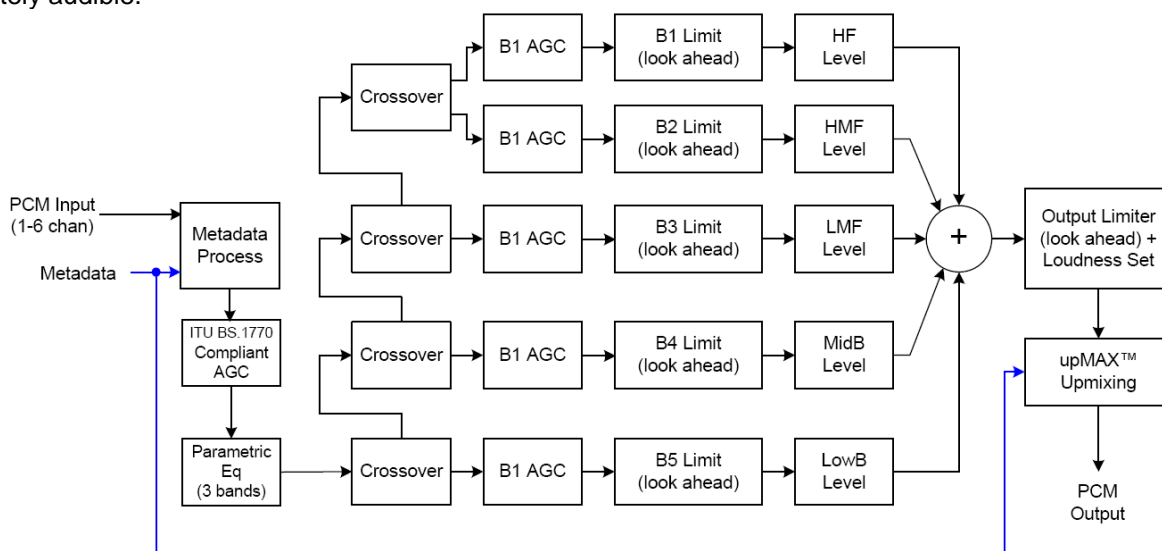 tory audible.
B1 AGC
B1 Limit
(look ahead)
HF
Level
Crossover
B1 AGC
B2 Limit
(look ahead)
HMF
Level
PCM Input
(1-6 chan)
Metadata
Process
Metadata
Crossover
B1 AGC
B3 Limit
(look ahead)
LMF
Level
+
Output Limiter
(look ahead) +
Loudness Set
ITU BS.1770
Compliant
AGC
Crossover
B1 AGC
B4 Limit
(look ahead)
MidB
Level
upMAX™
Upmixing
Parametric
Eq
(3 bands)
Crossover
B1 AGC
B5 Limit
(look ahead)
LowB
Level
PCM
Output